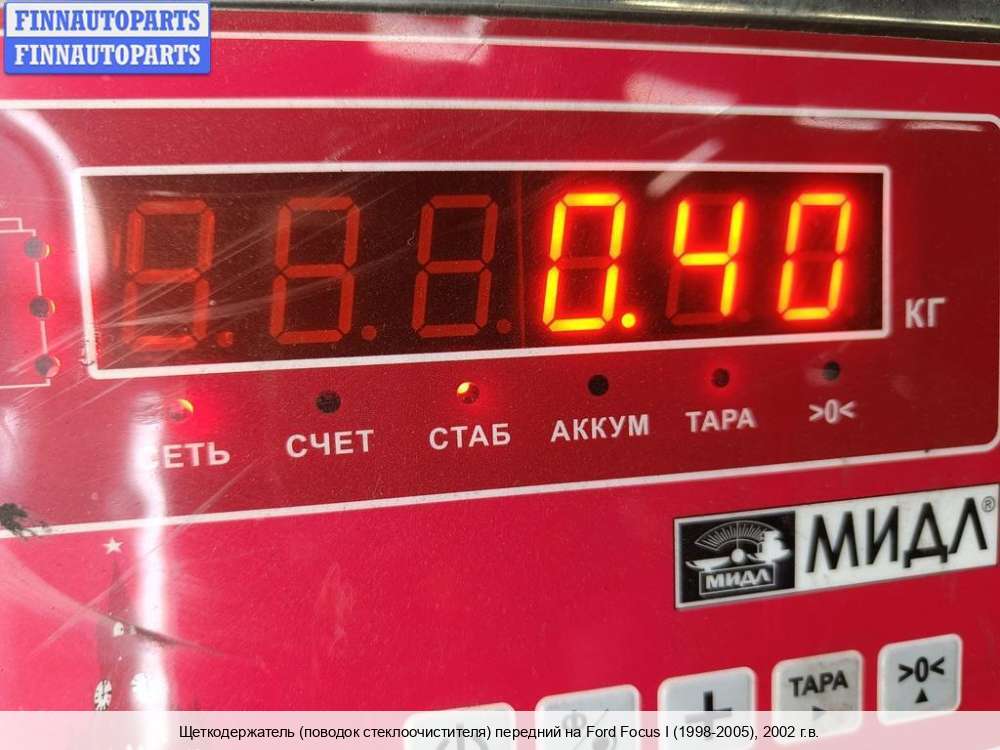 FINNAUTOPARTS
FINNAUTOPARTS
0.40
КГ
СЕТЬ СЧЕТ СТАБ АККУМ ТАРА >0<
МИДЛ МИДЛ®
ТАРА >0<
Щеткодержатель (поводок стеклоочистителя) передний на Ford Focus I (1998-2005), 2002 г.в.